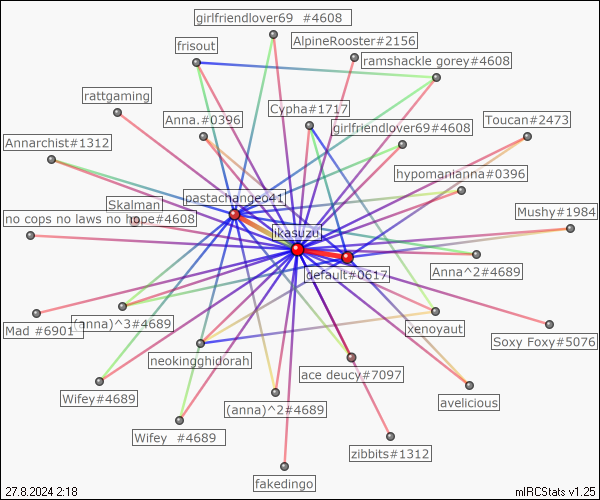 girlfriendlover69  #4608
frisout
AlpineRooster#2156
ramshackle gorey#4608
rattgaming
Cypha#1717
Anna.#0396
Toucan#2473
girlfriendlover69#4608
Annarchist#1312
hypomanianna#0396
pastachange041
Skalman
Mushy#1984
no cops no laws no hope#4608
ikasuzu
Anna^2#4689
default#0617
Mad #6901
(anna)^3#4689
xenoyaut
Soxy Foxy#5076
neokingghidorah
ace deucy#7097
Wifey#4689
(anna)^2#4689
avelicious
Wifey  #4689
zibbits#1312
fakedingo
27.8.2024 2:18
mIRCStats v1.25